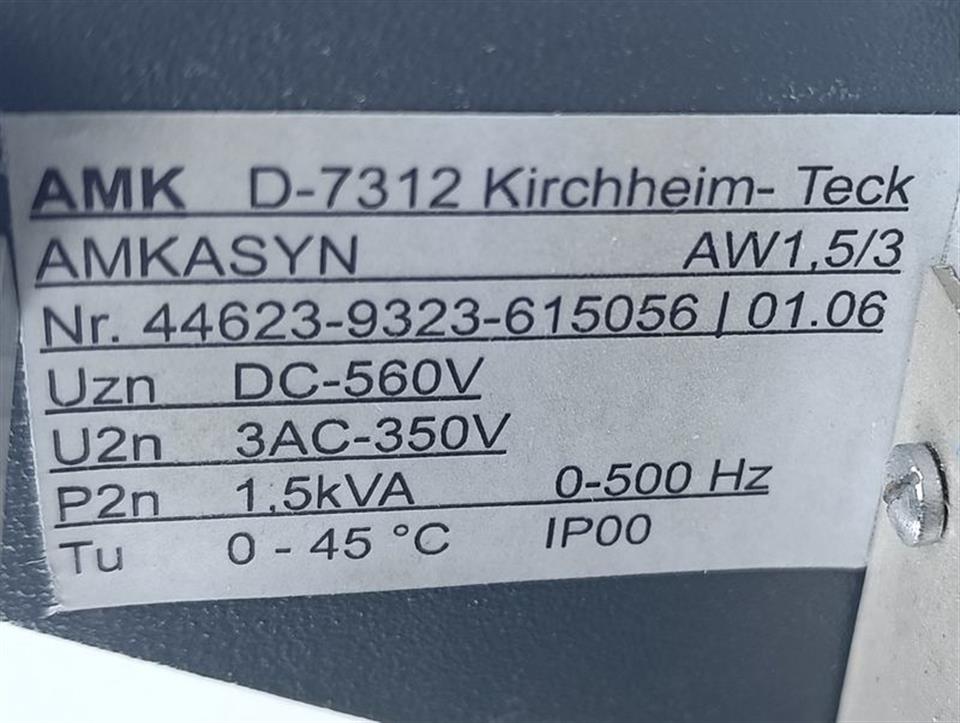 AMK D-7312 Kirchheim- Teck
AMKASYN AW1,5/3
Nr. 44623-9323-615056 | 01.06
Uzn DC-560V
U2n 3AC-350V
P2n 1,5kVA 0-500 Hz
Tu 0 - 45 °C IP00